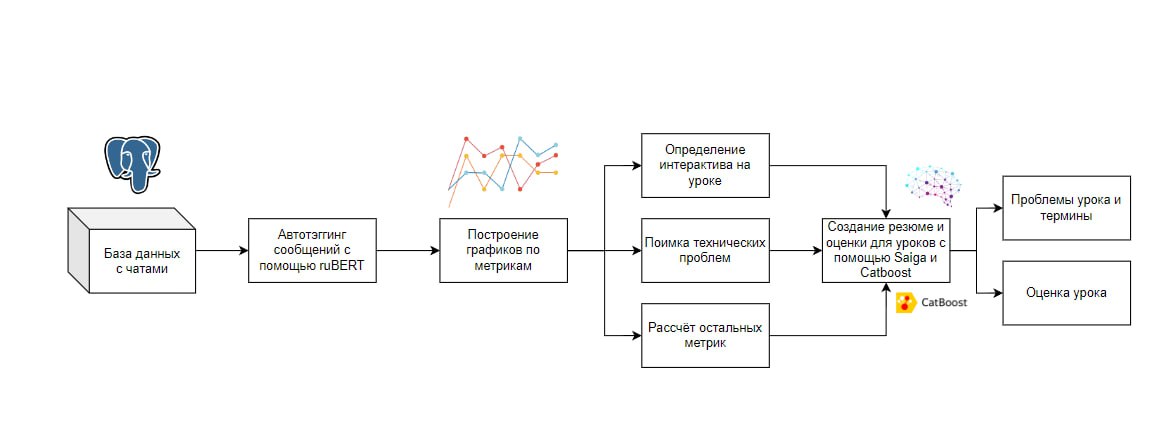 База данных
с чатами
Автотэггинг
сообщений с
помощью ruBERT
Построение
графиков по
метрикам
Определение
интерактива на
уроке
Поимка технических
проблем
Рассчёт остальных
метрик
Создание резюме и
оценки для уроков с
помощью Saiga и
Catboost
CatBoost
Проблемы урока и
термины
Оценка урока